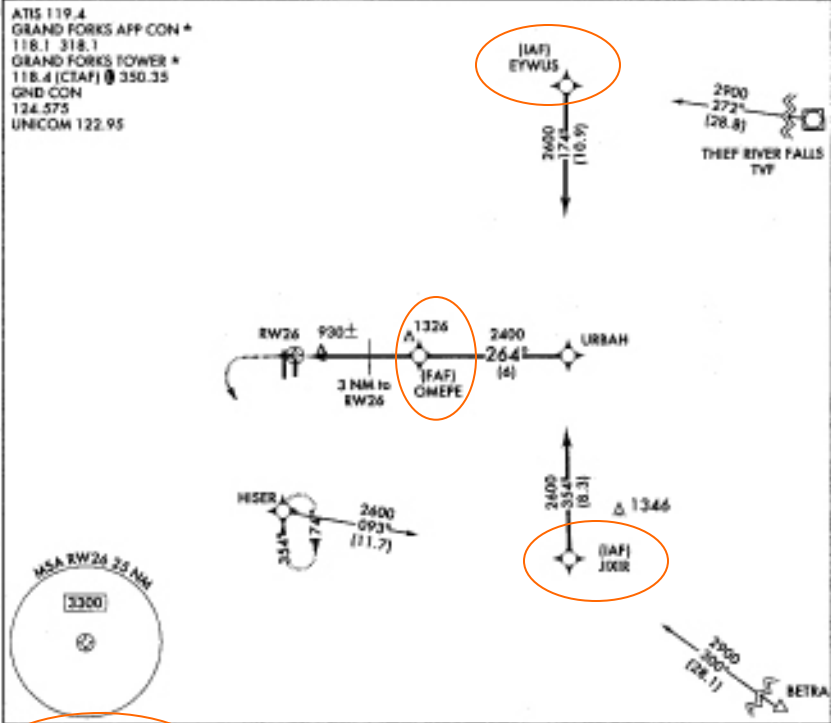 ATIS 119.4
GRAND FORKS APP CON *
118.1 318.1
GRAND FORKS TOWER *
118.4 (CTAF) 350.35
GND CON
124.575
UNICOM 122.95
(IAF)
EYWUS
2600
174°
(10.9)
2900
272°
(28.8)
THIEF RIVER FALLS
TVF
RW26
930±
1326
2400
264°
(6)
URBAH
3 NM to
RW26
(FAF)
OMEPE
HISER
2600
093°
(11.7)
354°
174°
2600
354°
(8.3)
1346
(IAF)
JIXIR
MSA RW26 25 NM
3300
2900
300°
(28.1)
BETRA